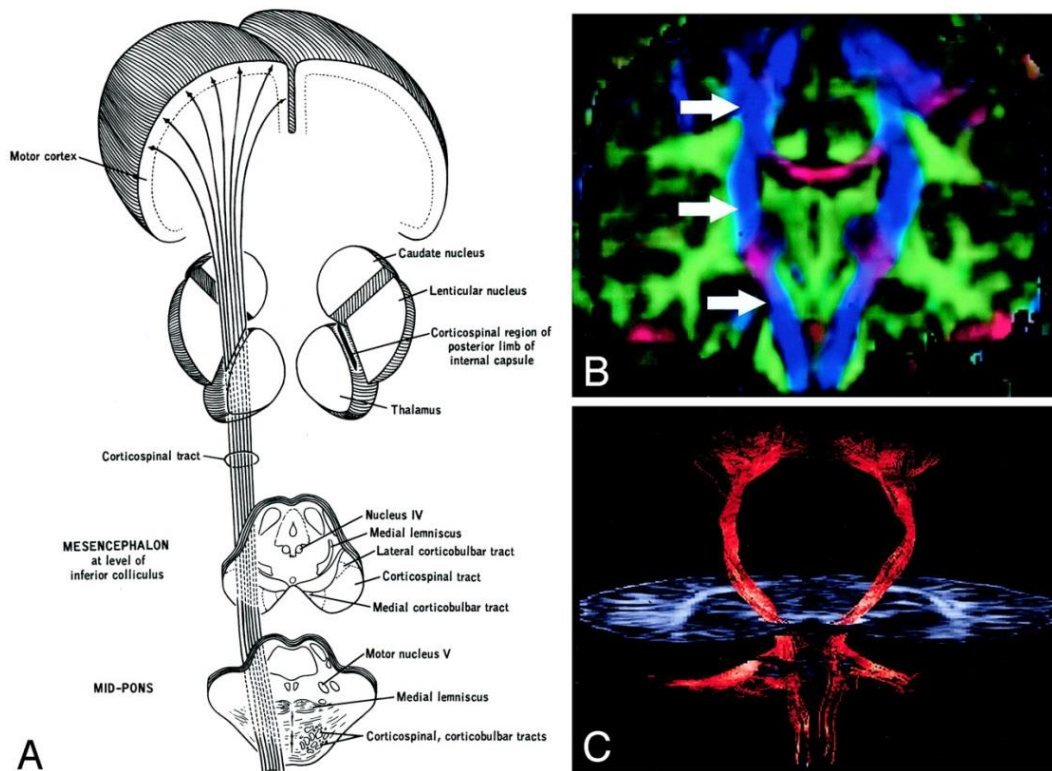 Motor cortex
Caudate nucleus
Lenticular nucleus
Corticospinal region of
posterior limb of
internal capsule
Thalamus
Corticospinal tract
MESENCEPHALON
at level of
inferior colliculus
Nucleus IV
Medial lemniscus
Lateral corticobulbar tract
Corticospinal tract
Medial corticobulbar tract
MID-PONS
Motor nucleus V
Medial lemniscus
Corticospinal, corticobulbar tracts
A
B
C